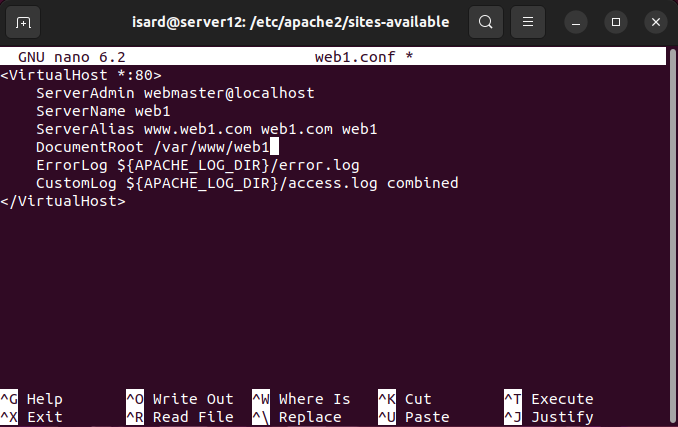 isard@server12: /etc/apache2/sites-available
GNU nano 6.2 web1.conf *
<VirtualHost *:80>
ServerAdmin webmaster@localhost
ServerName web1
ServerAlias www.web1.com web1.com web1
DocumentRoot /var/www/web1
ErrorLog ${APACHE_LOG_DIR}/error.log
CustomLog ${APACHE_LOG_DIR}/access.log combined
</VirtualHost>
^G Help ^O Write Out ^W Where Is ^K Cut ^T Execute
^X Exit ^R Read File ^\ Replace ^U Paste ^J Justify